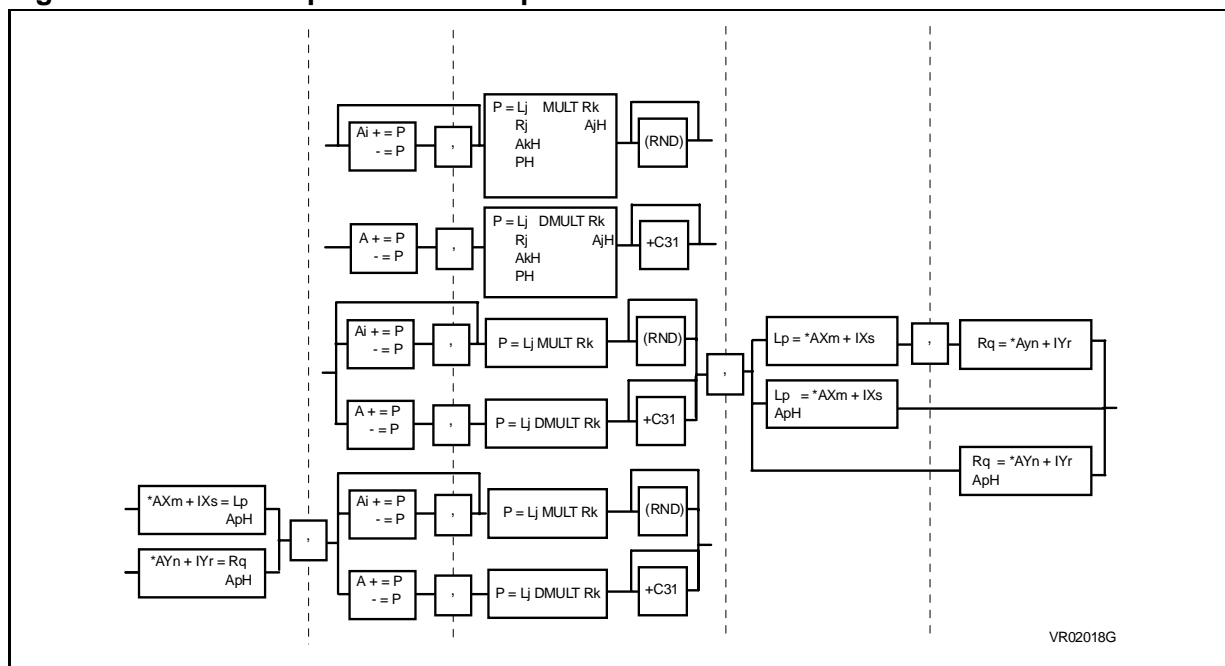 P = Lj MULT Rk
Ai + = P
Rj AjH
- = P
,
AkH
(RND)
PH
P = Lj DMULT Rk
A + = P
Rj AjH
- = P
,
AkH
+C31
PH
Ai + = P
- = P
,
P = Lj MULT Rk
(RND)
Lp = *AXm + IXs
,
Rq = *Ayn + IYr
,
Lp = *AXm + IXs
ApH
A + = P
- = P
,
P = Lj DMULT Rk
+C31
Rq = *AYn + IYr
ApH
*AXm + IXs = Lp
ApH
Ai + = P
- = P
,
P = Lj MULT Rk
(RND)
,
*AYn + IYr = Rq
ApH
A + = P
- = P
,
P = Lj DMULT Rk
+C31
VR02018G